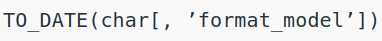 TO_DATE(char[, ’format_model’])